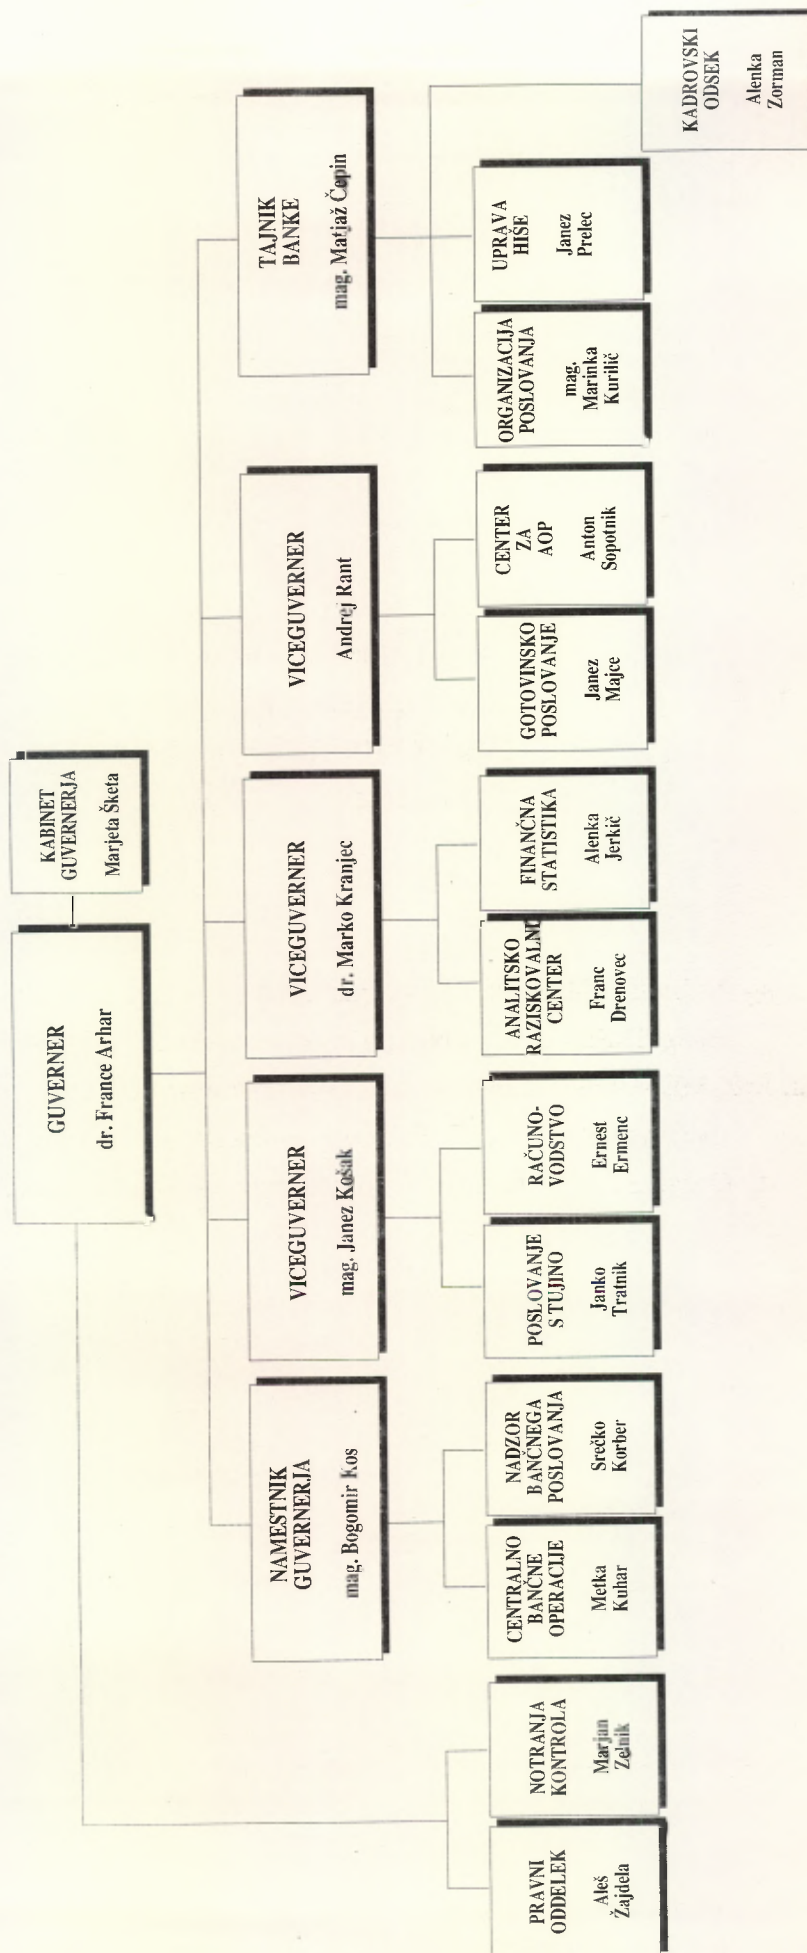 GUVERNER
dr. France Arhar
KABINET
GUVERNERJA
Marjeta Šketa
NAMESTNIK
GUVERNERJA
mag. Bogomir Kos
VICEGUVERNER
mag. Janez Košak
VICEGUVERNER
dr. Marko Kranjec
VICEGUVERNER
Andrej Rant
TAJNIK
BANKE
mag. Matjaž Čepin
PRAVNI
ODDELEK
Aleš
Žajdela
NOTRANJA
KONTROLA
Marjan
Zelnik
CENTRALNO
BANČNE
OPERACIJE
Metka
Kuhar
NADZOR
BANČNEGA
POSLOVANJA
Srečko
Korber
POSLOVANJE
S TUJINO
Janko
Tratnik
RAČUNO-
VODSTVO
Ernest
Ermenc
ANALITSKO
RAZISKOVALNI
CENTER
Franc
Drenovec
FINANČNA
STATISTIKA
Alenka
Jerkič
GOTOVINSKO
POSLOVANJE
Janez
Majce
CENTER
ZA
AOP
Anton
Sopotnik
ORGANIZACIJA
POSLOVANJA
mag.
Marinka
Kurilič
UPRAVA
HIŠE
Janez
Prelec
KADROVSKI
ODSEK
Alenka
Zorman